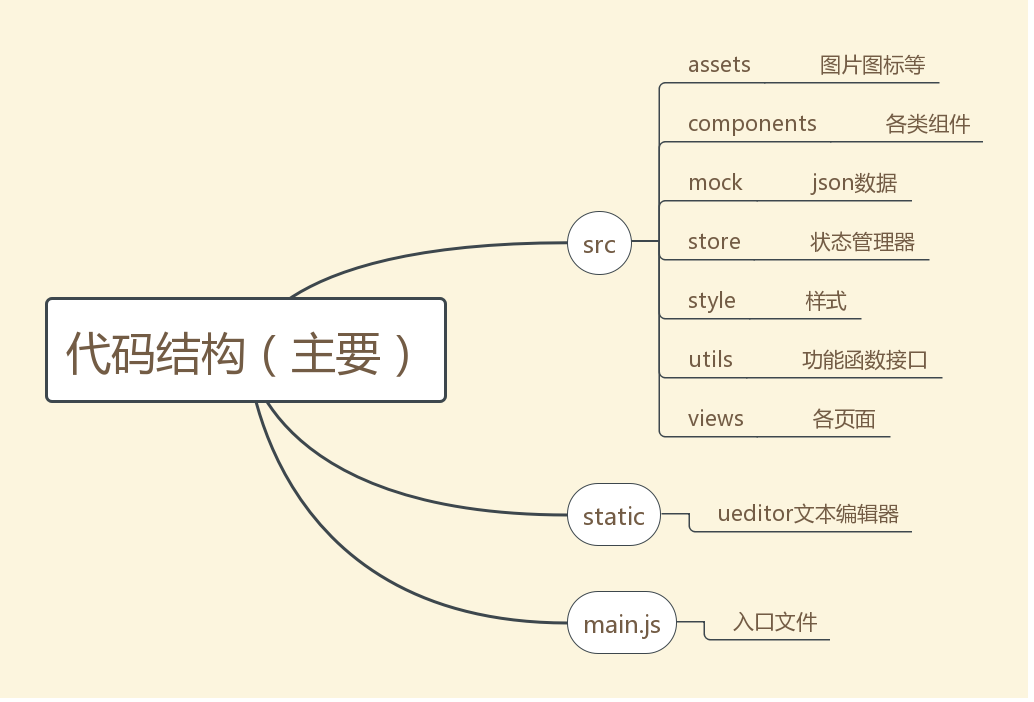 代码结构（主要）
src
assets 图片图标等
components 各类组件
mock json数据
store 状态管理器
style 样式
utils 功能函数接口
views 各页面
static ueditor文本编辑器
main.js 入口文件